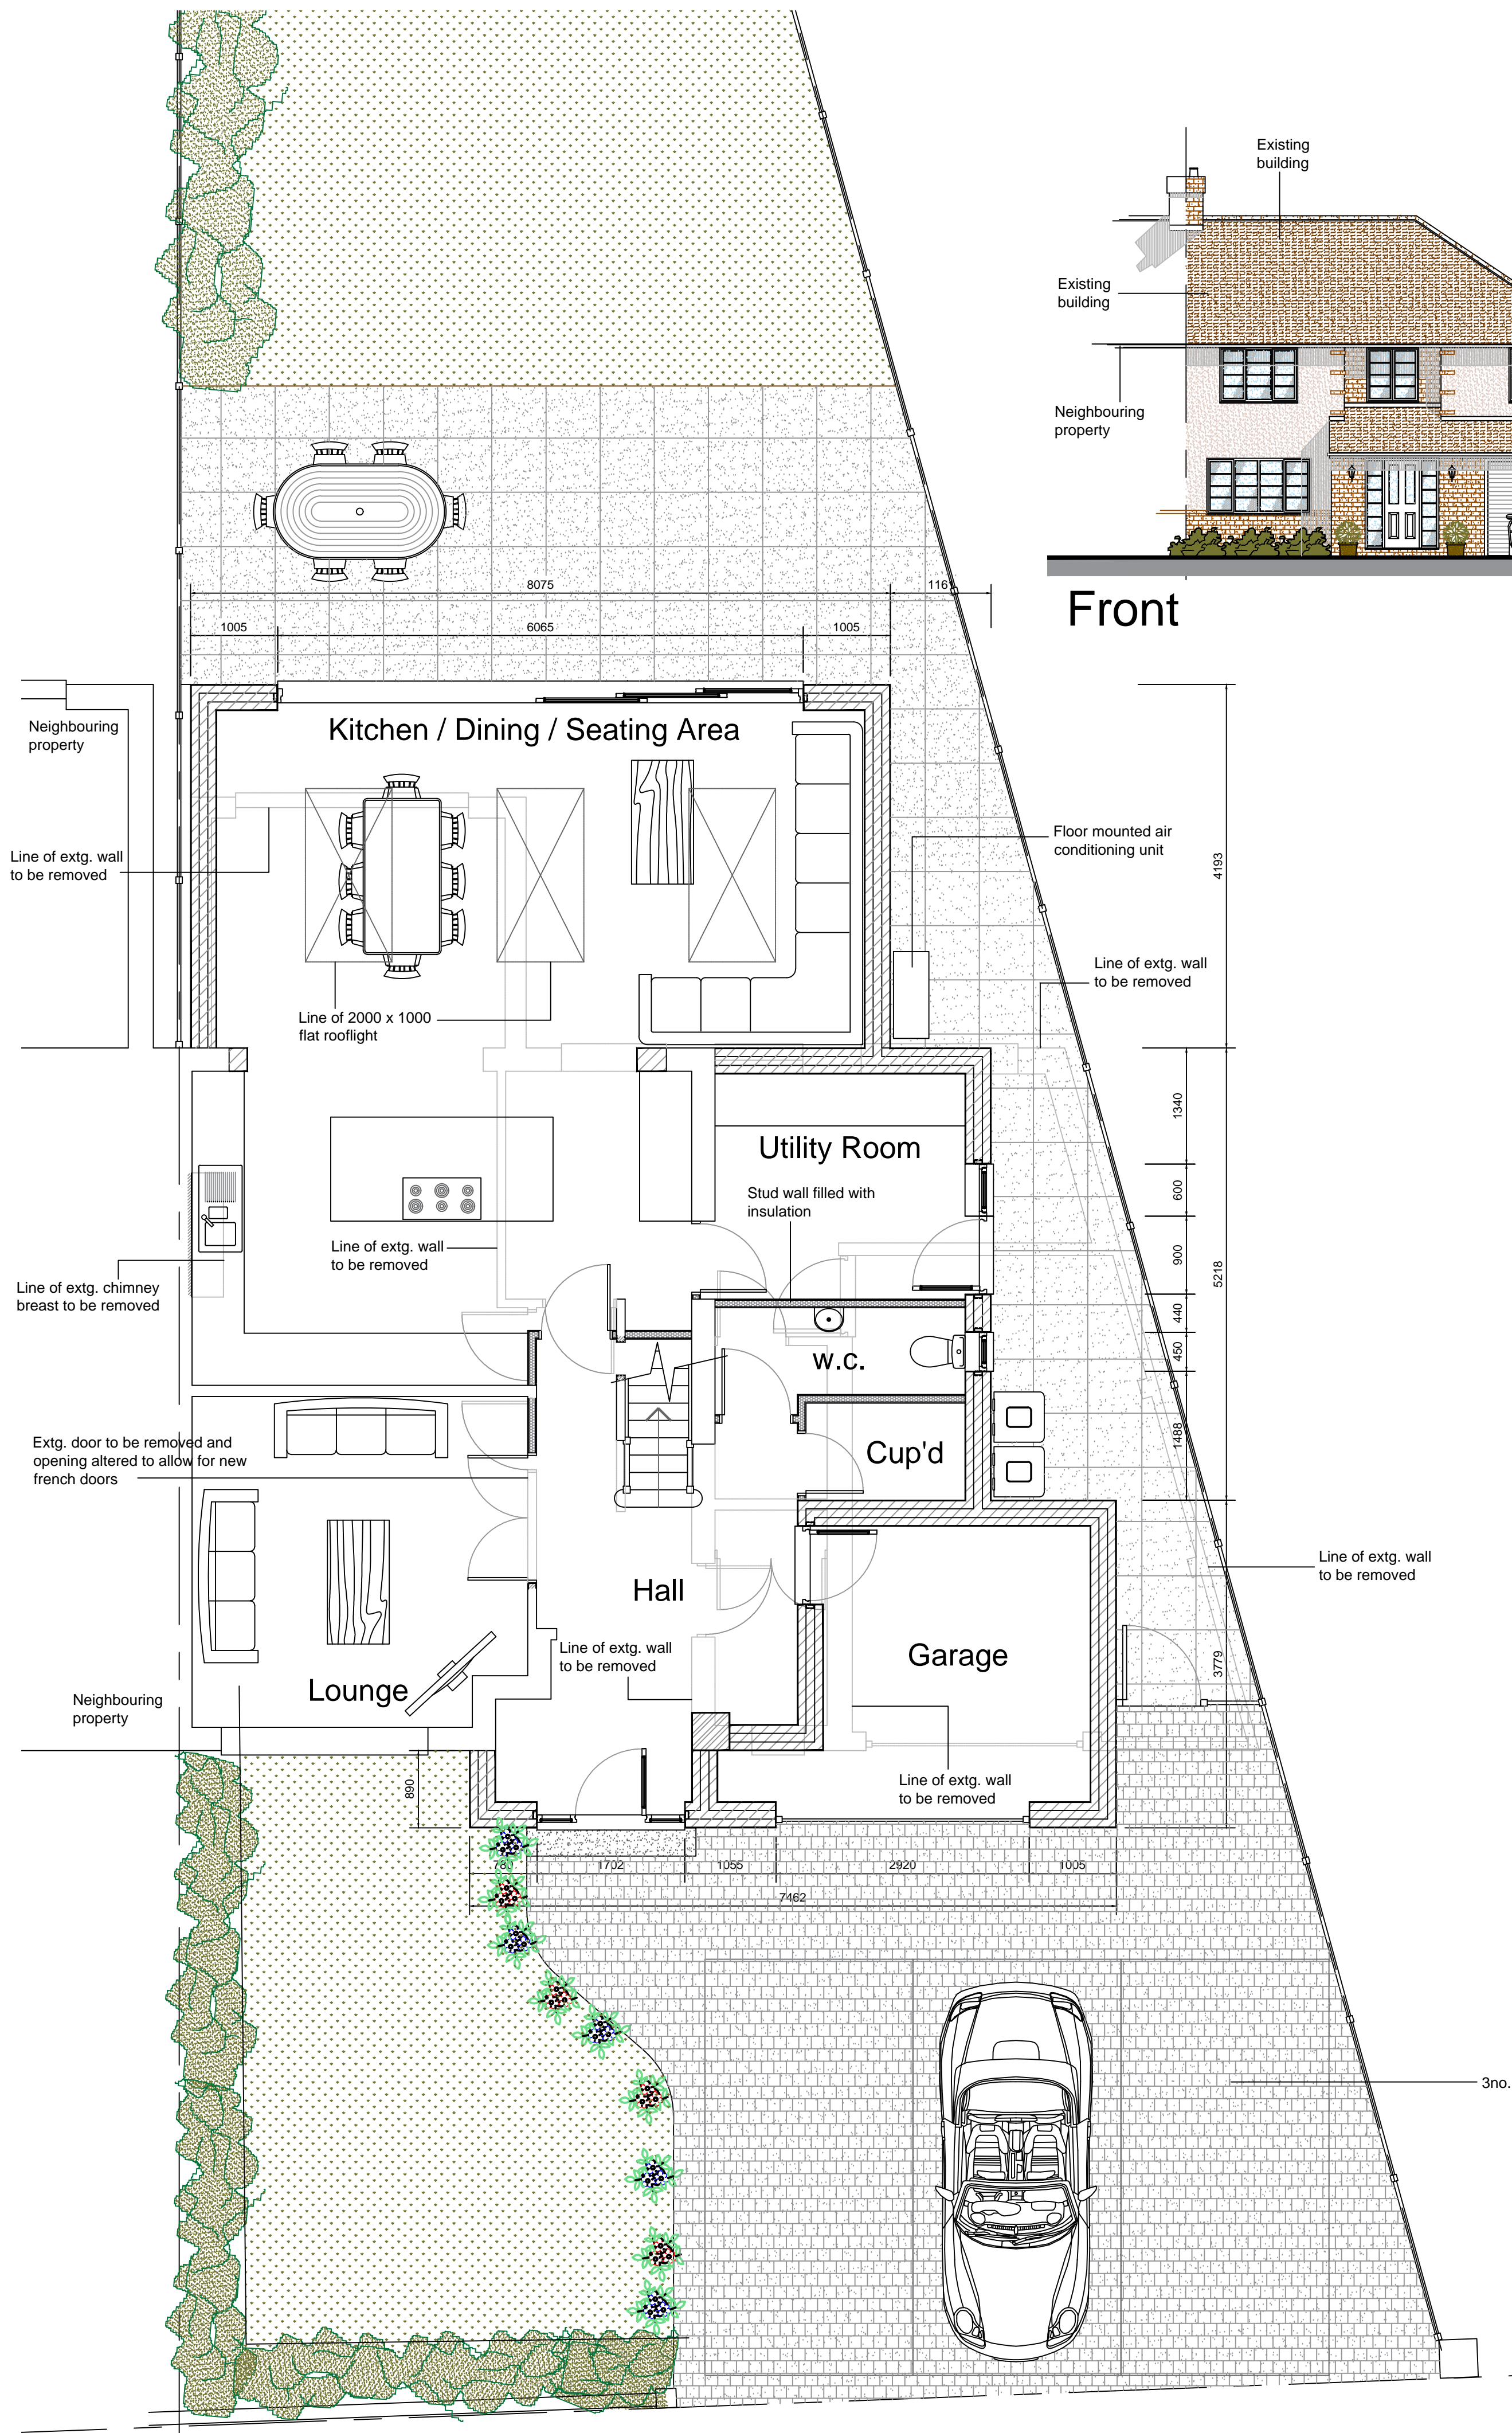 Existing
building
Existing
building
Neighbouring
property
Front
8075
116
1005
6065
1005
Neighbouring
property
Kitchen / Dining / Seating Area
Line of extg. wall
to be removed
Floor mounted air
conditioning unit
4193
Line of extg. wall
to be removed
Line of 2000 x 1000
flat rooflight
1340
Utility Room
600
Stud wall filled with
insulation
Line of extg. wall
to be removed
900
5218
Line of extg. chimney
breast to be removed
440
450
w.c.
1488
Extg. door to be removed and
opening altered to allow for new
french doors
Cup'd
Line of extg. wall
to be removed
Hall
Line of extg. wall
to be removed
Garage
3779
Lounge
Neighbouring
property
890
Line of extg. wall
to be removed
1702
1055
2920
1005
7462
3no.